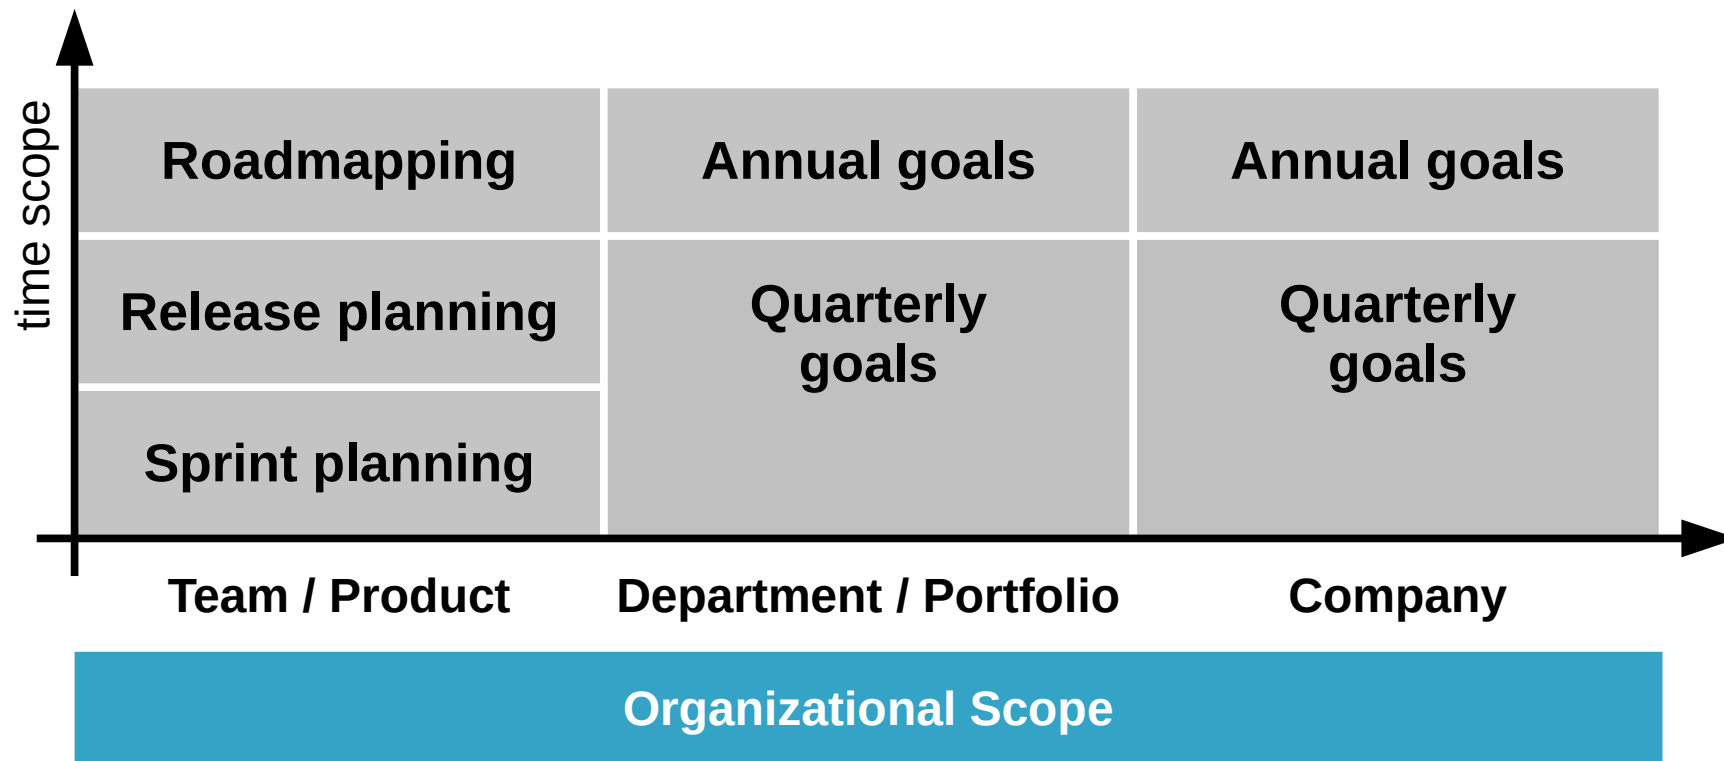 time scope
Roadmapping
Annual goals
Annual goals
Release planning
Quarterly
goals
Quarterly
goals
Sprint planning
Team / Product
Department / Portfolio
Company
Organizational Scope